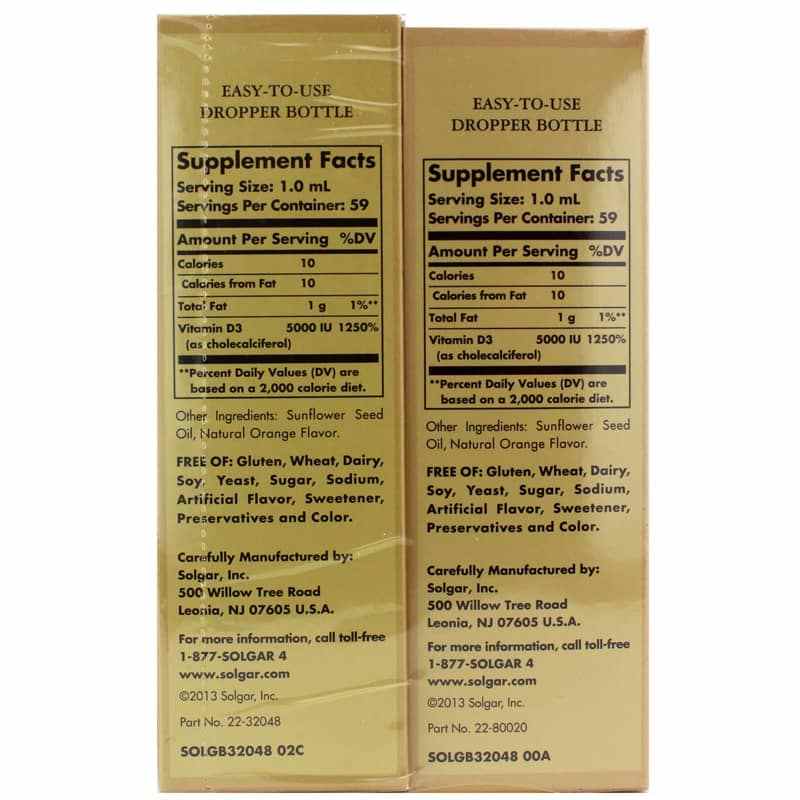 EASY-TO-USE
DROPPER BOTTLE
Supplement Facts
Serving Size: 1.0 mL
Servings Per Container: 59
Amount Per Serving %DV
Calories 10
Calories from Fat 10
Total Fat 1 g 1%**
Vitamin D3 5000 IU 1250%
(as cholecalciferol)
**Percent Daily Values (DV) are
based on a 2,000 calorie diet.
Other Ingredients: Sunflower Seed
Oil, Natural Orange Flavor.
FREE OF: Gluten, Wheat, Dairy,
Soy, Yeast, Sugar, Sodium,
Artificial Flavor, Sweetener,
Preservatives and Color.
Carefully Manufactured by:
Solgar, Inc.
500 Willow Tree Road
Leonia, NJ 07605 U.S.A.
For more information, call toll-free
1-877-SOLGAR 4
www.solgar.com
©2013 Solgar, Inc.
Part No. 22-32048
SOLGB32048 02C
EASY-TO-USE
DROPPER BOTTLE
Supplement Facts
Serving Size: 1.0 mL
Servings Per Container: 59
Amount Per Serving %DV
Calories 10
Calories from Fat 10
Total Fat 1 g 1%**
Vitamin D3 5000 IU 1250%
(as cholecalciferol)
**Percent Daily Values (DV) are
based on a 2,000 calorie diet.
Other Ingredients: Sunflower Seed
Oil, Natural Orange Flavor.
FREE OF: Gluten, Wheat, Dairy,
Soy, Yeast, Sugar, Sodium,
Artificial Flavor, Sweetener,
Preservatives and Color.
Carefully Manufactured by:
Solgar, Inc.
500 Willow Tree Road
Leonia, NJ 07605 U.S.A.
For more information, call toll-free
1-877-SOLGAR 4
www.solgar.com
©2013 Solgar, Inc.
Part No. 22-80020
SOLGB32048 00A